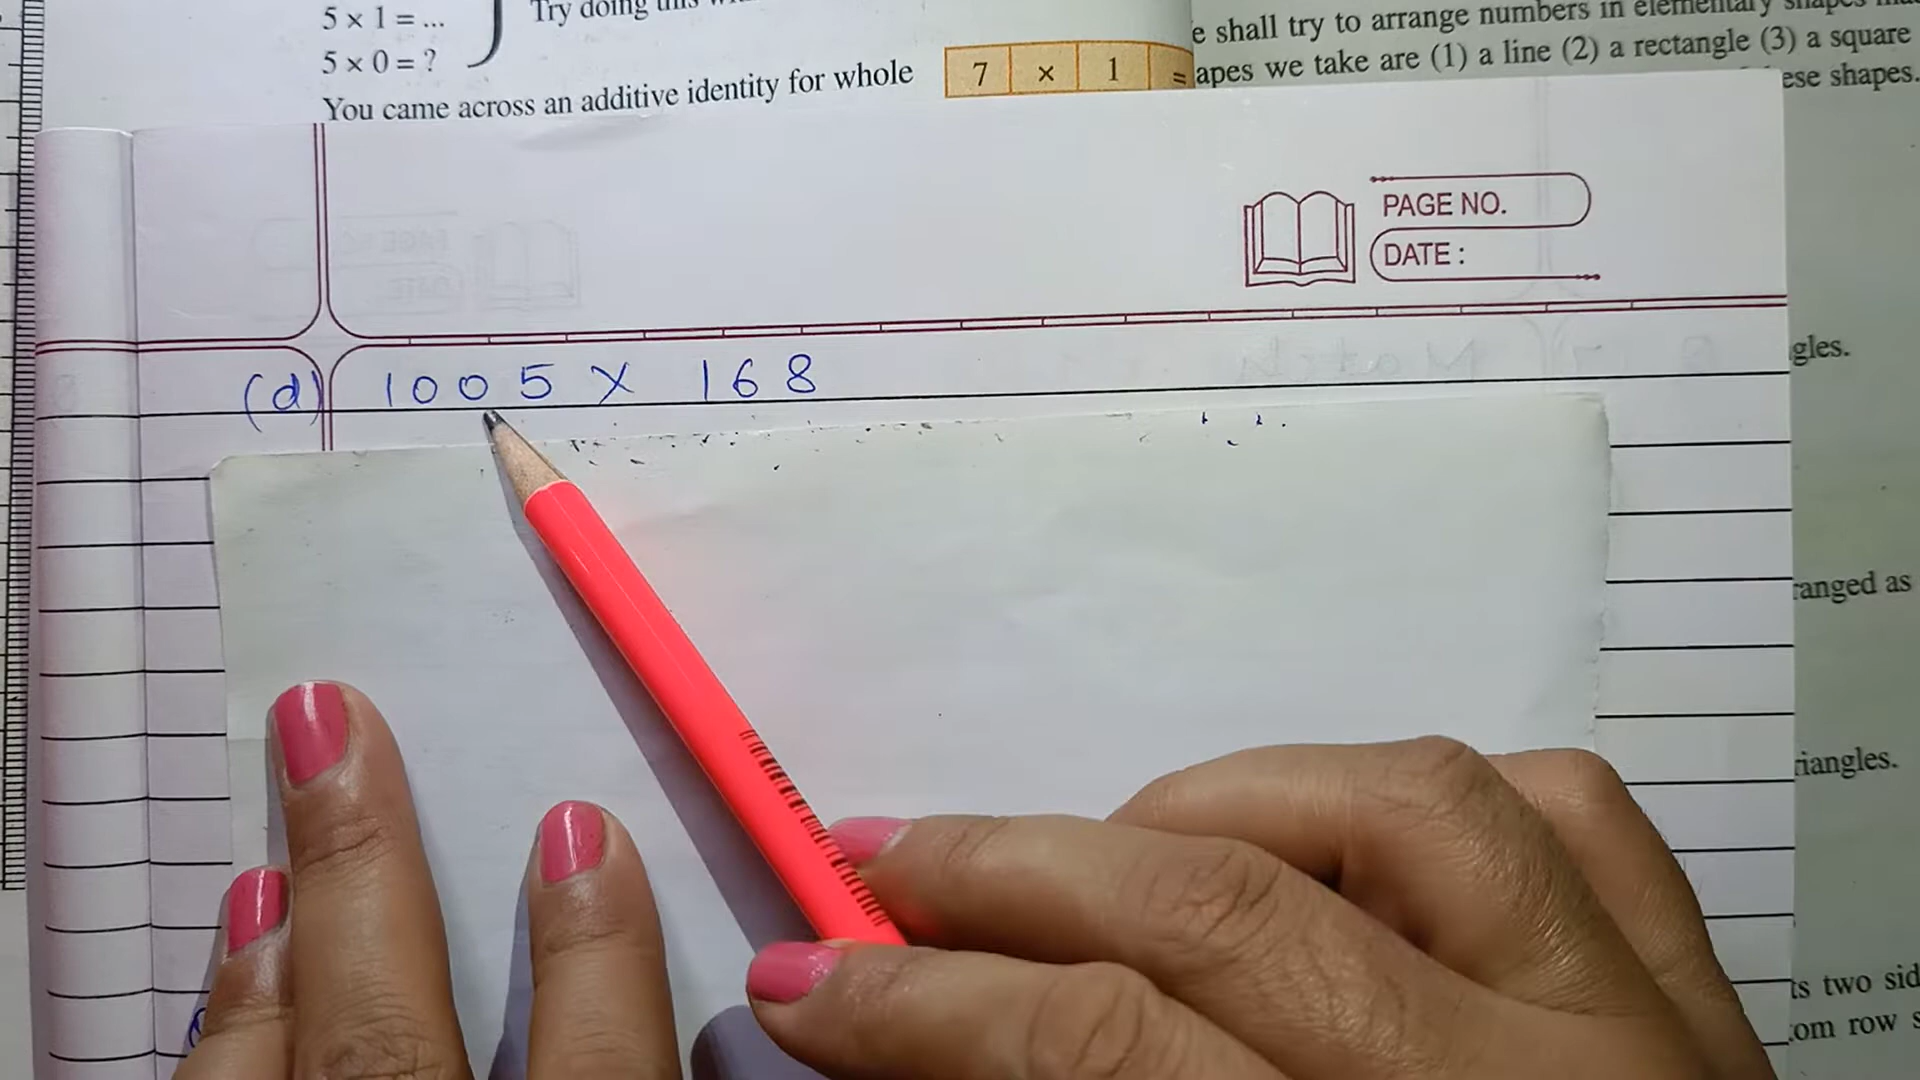 5 × 1 = ...
5 × 0 = ?
Try doing this
You came across an additive identity for whole
7 × 1 =
e shall try to arrange numbers in elementary shapes
apes we take are (1) a line (2) a rectangle (3) a square
ese shapes.
PAGE NO.
DATE :
(d) 1005 × 168
gles.
ranged as
riangles.
ts two sid
om row s